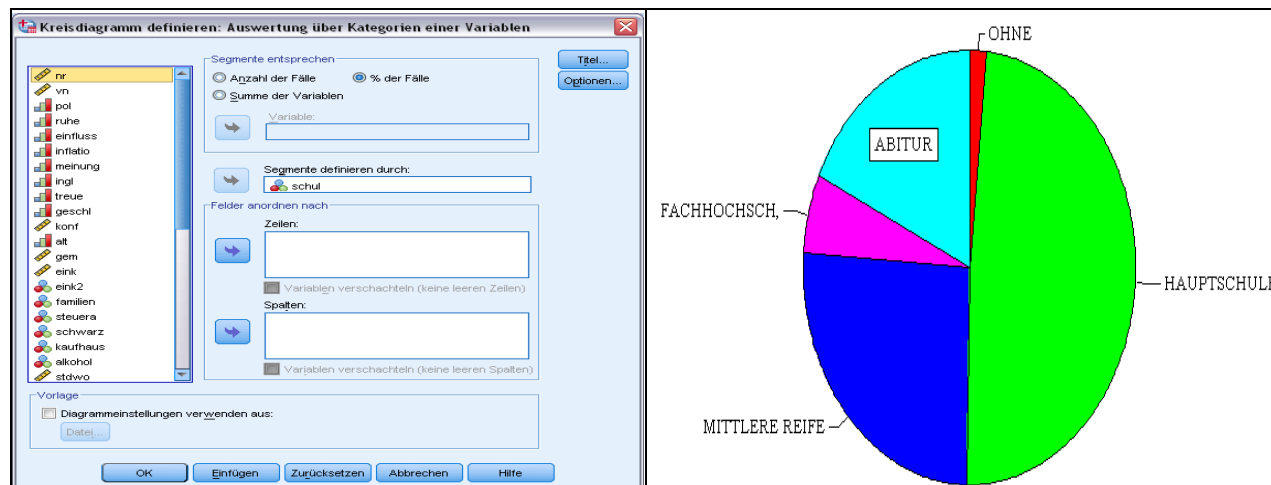 Kreisdiagramm definieren: Auswertung über Kategorien einer Variablen
nr
vn
pol
ruhe
einfluss
inflatio
meinung
ingl
treue
geschl
konf
alt
gem
eink
eink2
familien
steuera
schwarz
kaufhaus
alkohol
stdwo
Segmente entsprechen
Anzahl der Fälle
% der Fälle
Summe der Variablen
Variable:
Segmente definieren durch:
schul
Felder anordnen nach
Zeilen:
Variablen verschachteln (keine leeren Zeilen)
Spalten:
Variablen verschachteln (keine leeren Spalten)
Titel...
Optionen...
Vorlage
Diagrammeinstellungen verwenden aus:
Datei...
OK
Einfügen
Zurücksetzen
Abbrechen
Hilfe
OHNE
ABITUR
FACHHOCHSCH,
HAUPTSCHULE
MITTLERE REIFE